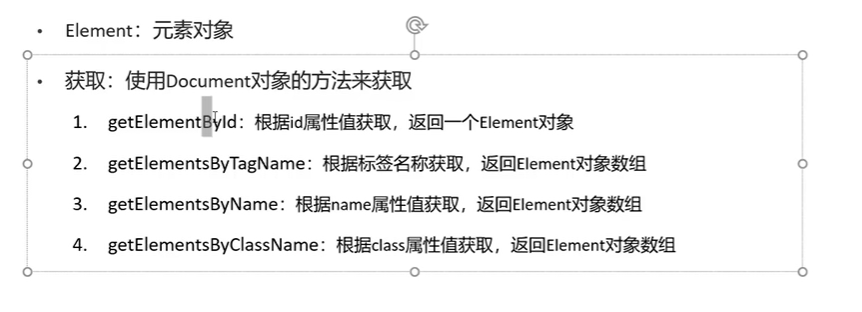 • Element：元素对象
• 获取：使用Document对象的方法来获取
1. getElementById：根据id属性值获取，返回一个Element对象
2. getElementsByTagName：根据标签名称获取，返回Element对象数组
3. getElementsByName：根据name属性值获取，返回Element对象数组
4. getElementsByClassName：根据class属性值获取，返回Element对象数组